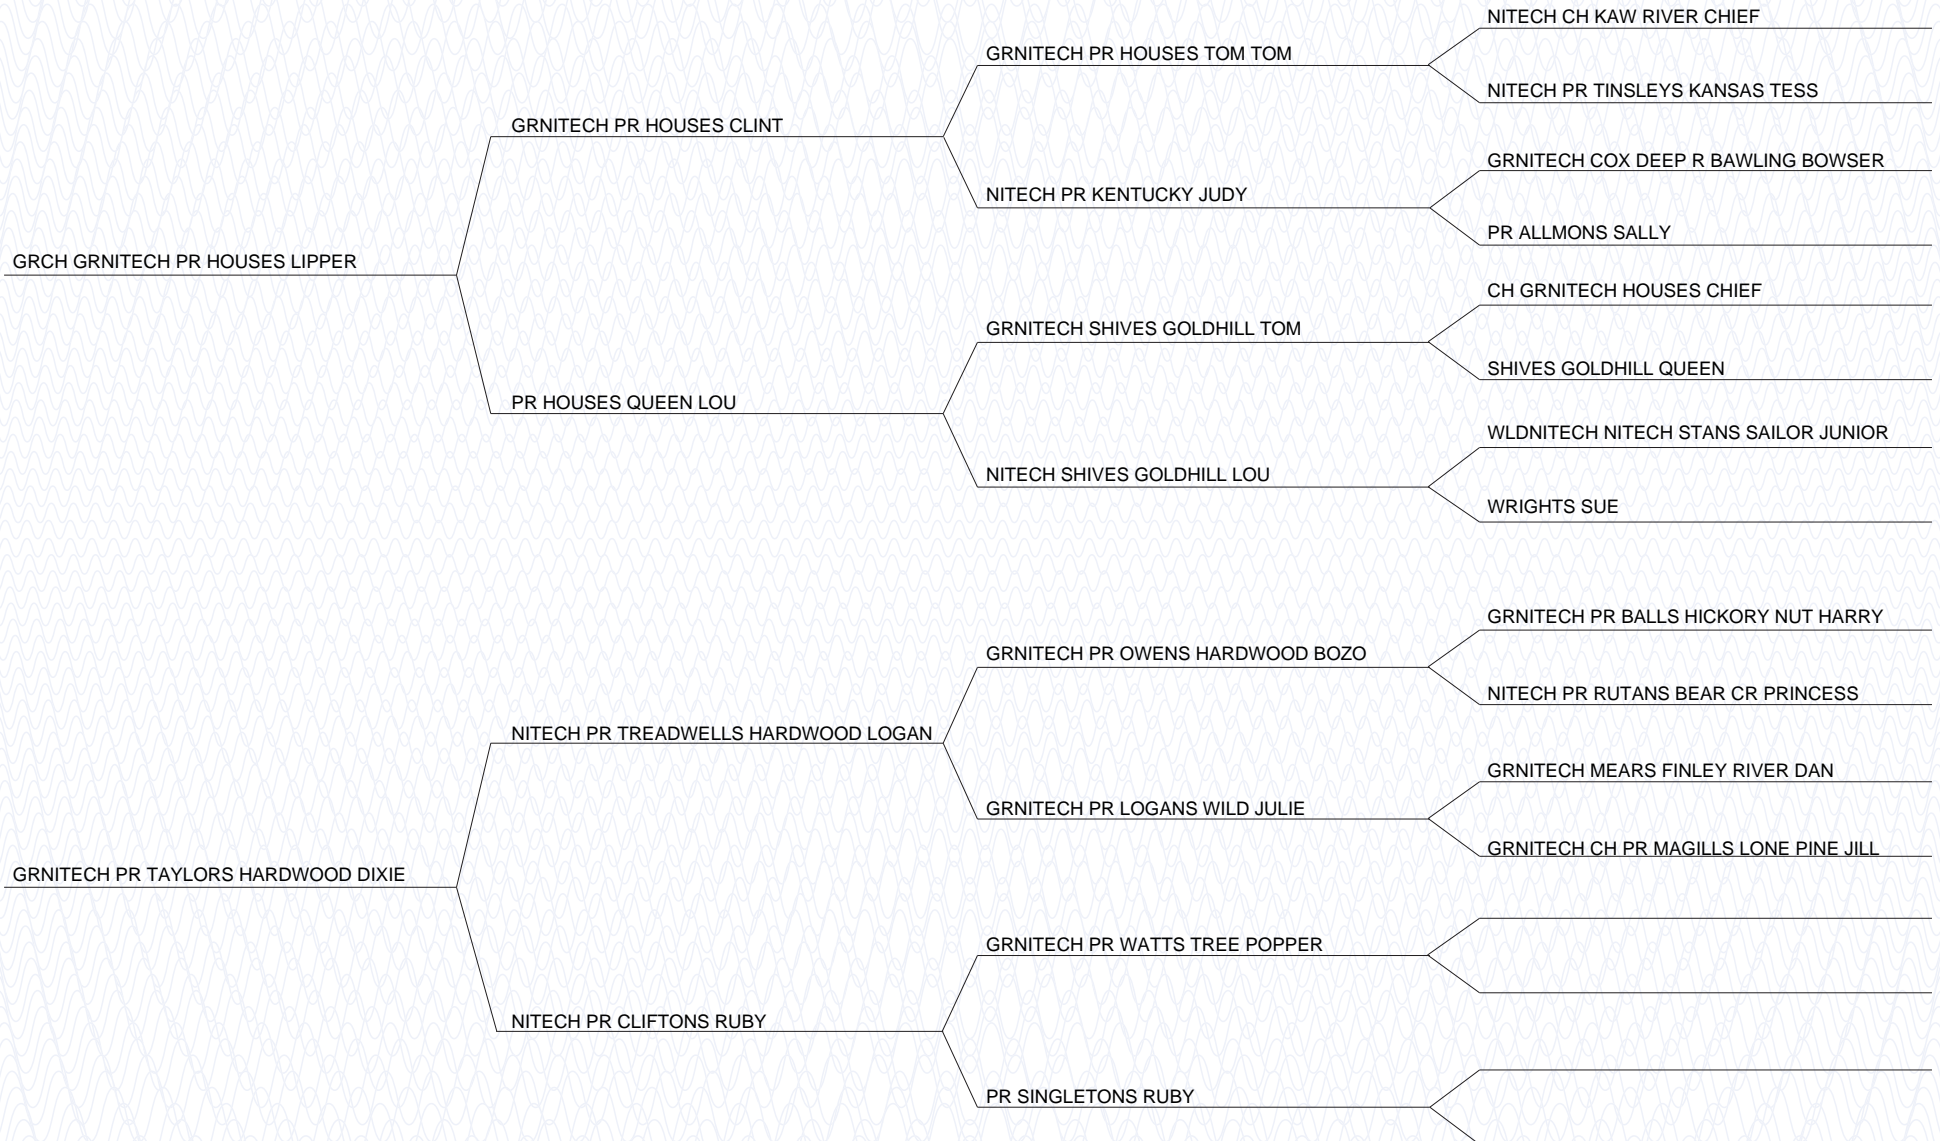 NITECH CH KAW RIVER CHIEF
GRNITECH PR HOUSES TOM TOM
NITECH PR TINSLEYS KANSAS TESS
GRNITECH PR HOUSES CLINT
GRNITECH COX DEEP R BAWLING BOWSER
NITECH PR KENTUCKY JUDY
PR ALLMONS SALLY
GRCH GRNITECH PR HOUSES LIPPER
CH GRNITECH HOUSES CHIEF
GRNITECH SHIVES GOLDHILL TOM
SHIVES GOLDHILL QUEEN
PR HOUSES QUEEN LOU
WLDNITECH NITECH STANS SAILOR JUNIOR
NITECH SHIVES GOLDHILL LOU
WRIGHTS SUE
GRNITECH PR BALLS HICKORY NUT HARRY
GRNITECH PR OWENS HARDWOOD BOZO
NITECH PR RUTANS BEAR CR PRINCESS
NITECH PR TREADWELLS HARDWOOD LOGAN
GRNITECH MEARS FINLEY RIVER DAN
GRNITECH PR LOGANS WILD JULIE
GRNITECH CH PR MAGILLS LONE PINE JILL
GRNITECH PR TAYLORS HARDWOOD DIXIE
GRNITECH PR WATTS TREE POPPER
NITECH PR CLIFTONS RUBY
PR SINGLETONS RUBY